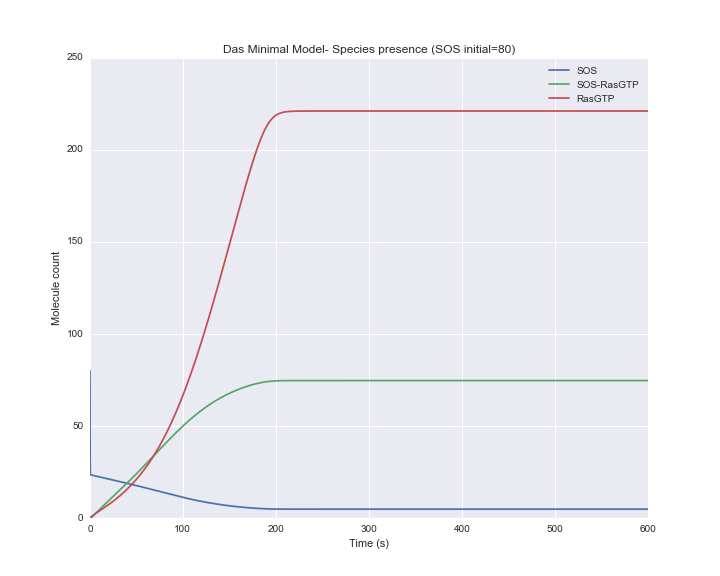 Das Minimal Model- Species presence (SOS initial=80)
250
200
150
100
50
0
Molecule count
SOS
SOS-RasGTP
RasGTP
0 100 200 300 400 500 600
Time (s)